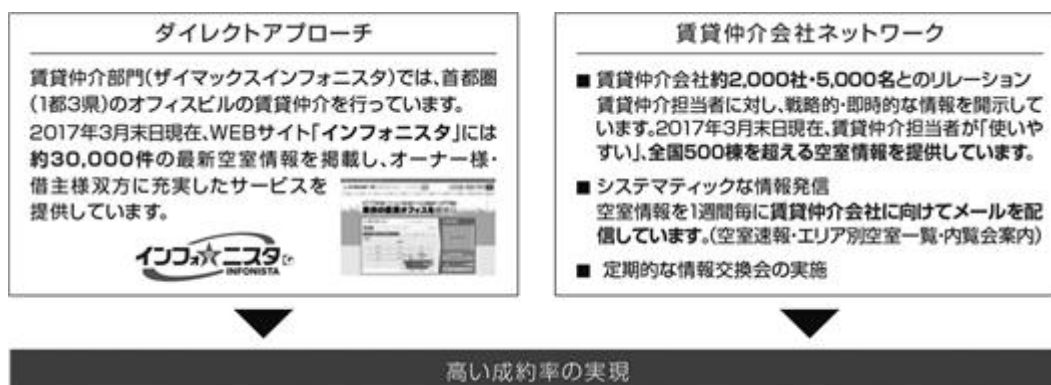 ダイレクトアプローチ
賃貸仲介部門(ザイマックスインフォニスタ)では、首都圏
(1都3県)のオフィスビルの賃貸仲介を行っています。
2017年3月末日現在、WEBサイト「インフォニスタ」には
約30,000件の最新空室情報を掲載し、オーナー様・
借主様双方に充実したサービスを
提供しています。
インフォ☆ニスタ
INFONISTA
賃貸仲介会社ネットワーク
■ 賃貸仲介会社約2,000社・5,000名とのリレーション
賃貸仲介担当者に対し、戦略的・即時的な情報を開示して
います。2017年3月末日現在、賃貸仲介担当者が「使いや
すい」、全国500棟を超える空室情報を提供しています。
■ システマティックな情報発信
空室情報を1週間毎に賃貸仲介会社に向けてメールを配
信しています。(空室速報・エリア別空室一覧・内覧会案内)
■ 定期的な情報交換会の実施
高い成約率の実現